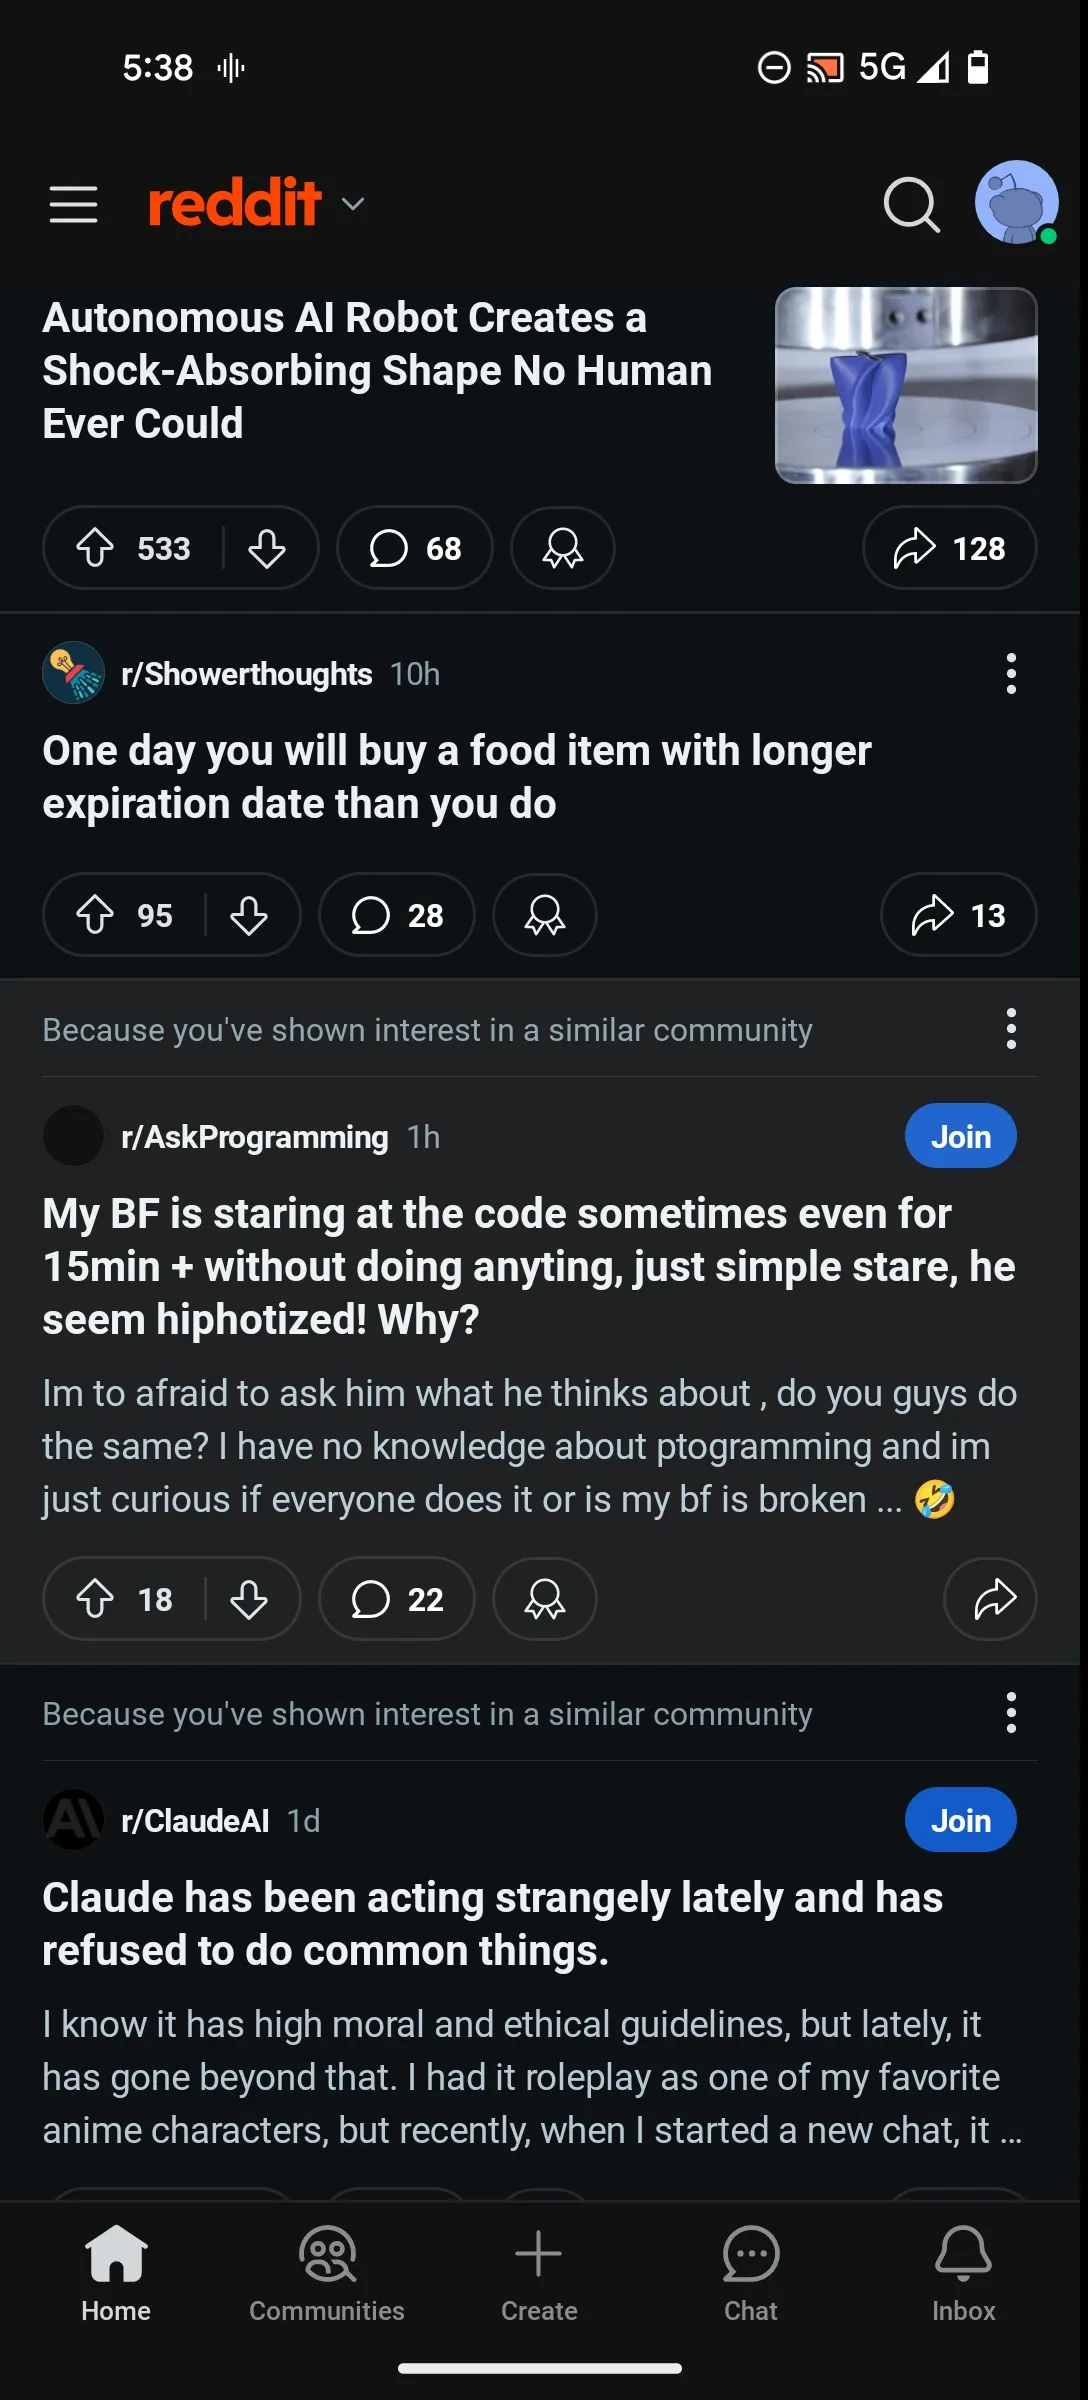 5:38
5G
reddit
Autonomous AI Robot Creates a
Shock-Absorbing Shape No Human
Ever Could
533
68
128
r/Showerthoughts 10h
One day you will buy a food item with longer
expiration date than you do
95
28
13
Because you've shown interest in a similar community
r/AskProgramming 1h
Join
My BF is staring at the code sometimes even for
15min + without doing anyting, just simple stare, he
seem hiphotized! Why?
Im to afraid to ask him what he thinks about , do you guys do
the same? I have no knowledge about ptogramming and im
just curious if everyone does it or is my bf is broken ... 🤣
18
22
Because you've shown interest in a similar community
A\
r/ClaudeAI 1d
Join
Claude has been acting strangely lately and has
refused to do common things.
I know it has high moral and ethical guidelines, but lately, it
has gone beyond that. I had it roleplay as one of my favorite
anime characters, but recently, when I started a new chat, it ...
Home
Communities
Create
Chat
Inbox